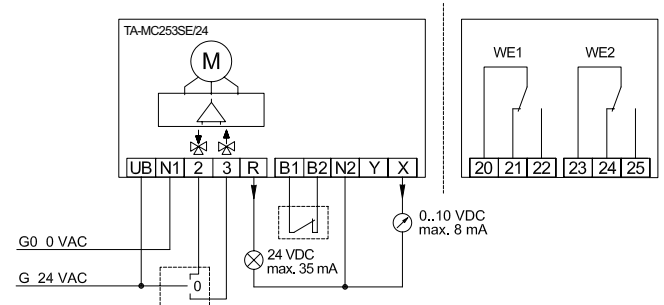 TA-MC253SE/24
M
WE1 WE2
UB N1 2 3 R B1 B2 N2 Y X
20 21 22 23 24 25
0..10 VDC
max. 8 mA
G0 0 VAC
24 VDC
max. 35 mA
G 24 VAC
0